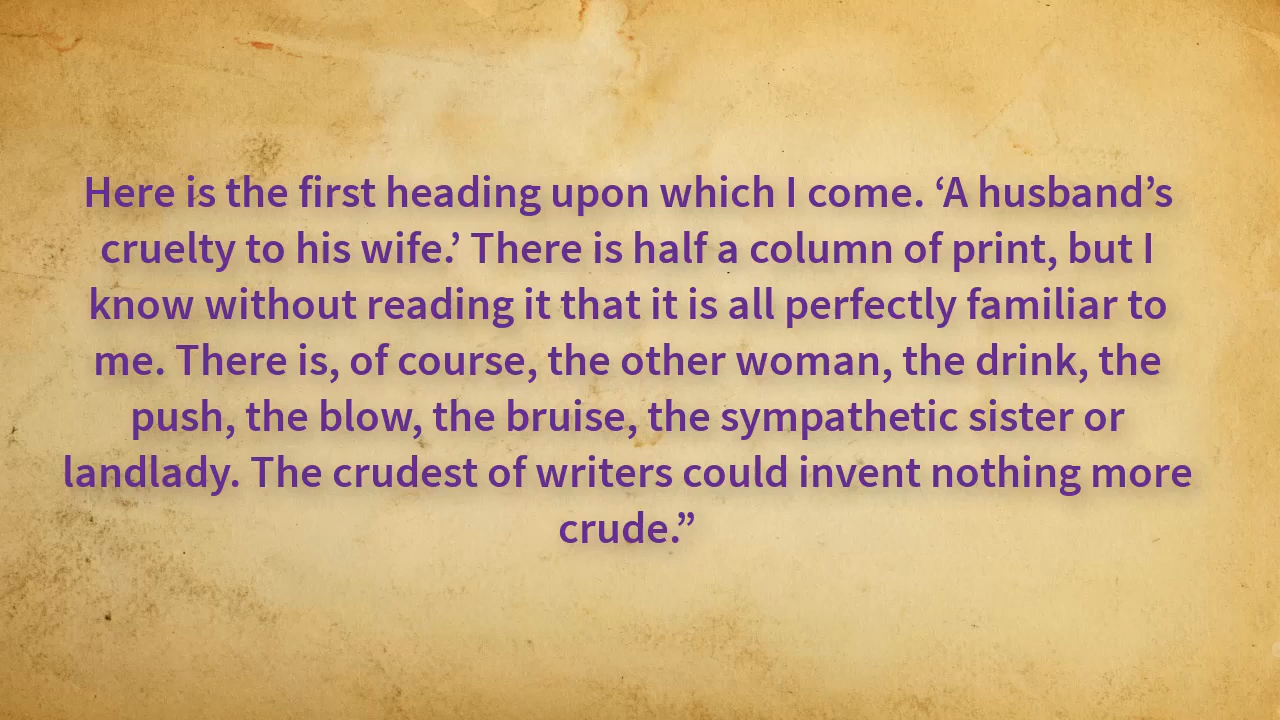 Here is the first heading upon which I come. ‘A husband’s
cruelty to his wife.’ There is half a column of print, but I
know without reading it that it is all perfectly familiar to
me. There is, of course, the other woman, the drink, the
push, the blow, the bruise, the sympathetic sister or
landlady. The crudest of writers could invent nothing more
crude.”